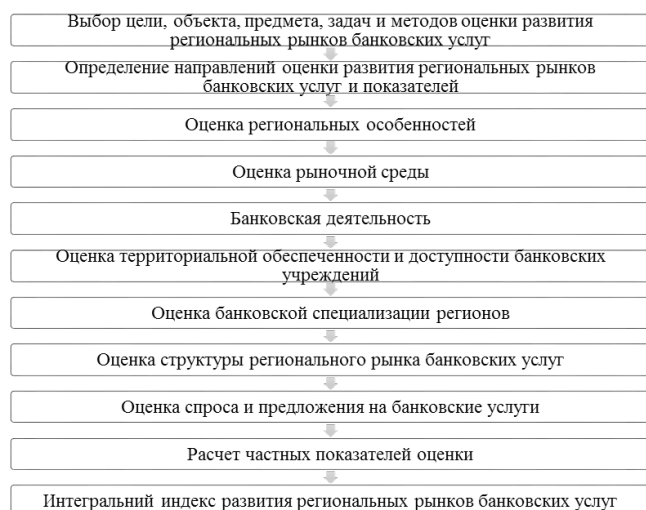 Выбор цели, объекта, предмета, задач и методов оценки развития
региональных рынков банковских услуг
Определение направлений оценки развития региональных рынков
банковских услуг и показателей
Оценка региональных особенностей
Оценка рыночной среды
Банковская деятельность
Оценка территориальной обеспеченности и доступности банковских
учреждений
Оценка банковской специализации регионов
Оценка структуры регионального рынка банковских услуг
Оценка спроса и предложения на банковские услуги
Расчет частных показателей оценки
Интегральний индекс развития региональных рынков банковских услуг